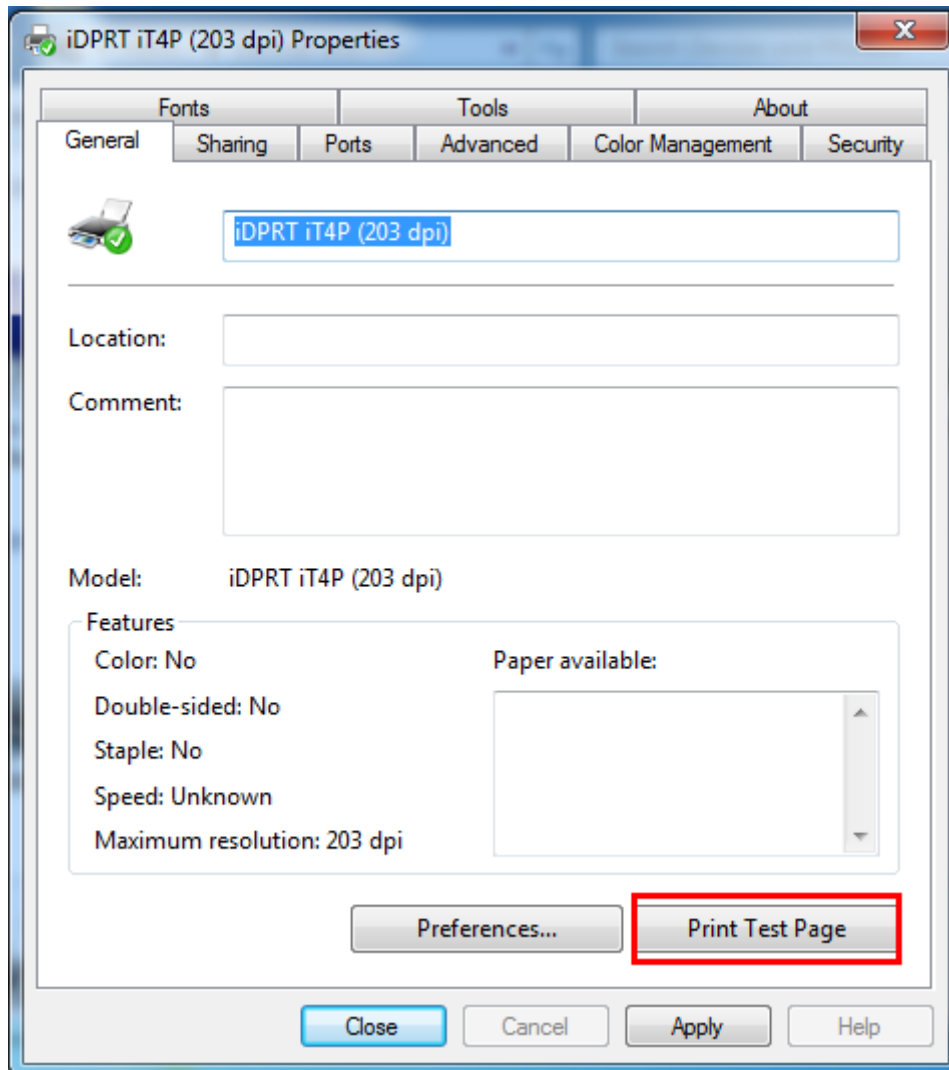 iDPRT iT4P (203 dpi) Properties
Fonts Tools About
General Sharing Ports Advanced Color Management Security
iDPRT iT4P (203 dpi)
Location:
Comment:
Model: iDPRT iT4P (203 dpi)
Features
Color: No Paper available:
Double-sided: No
Staple: No
Speed: Unknown
Maximum resolution: 203 dpi
Preferences... Print Test Page
Close Cancel Apply Help